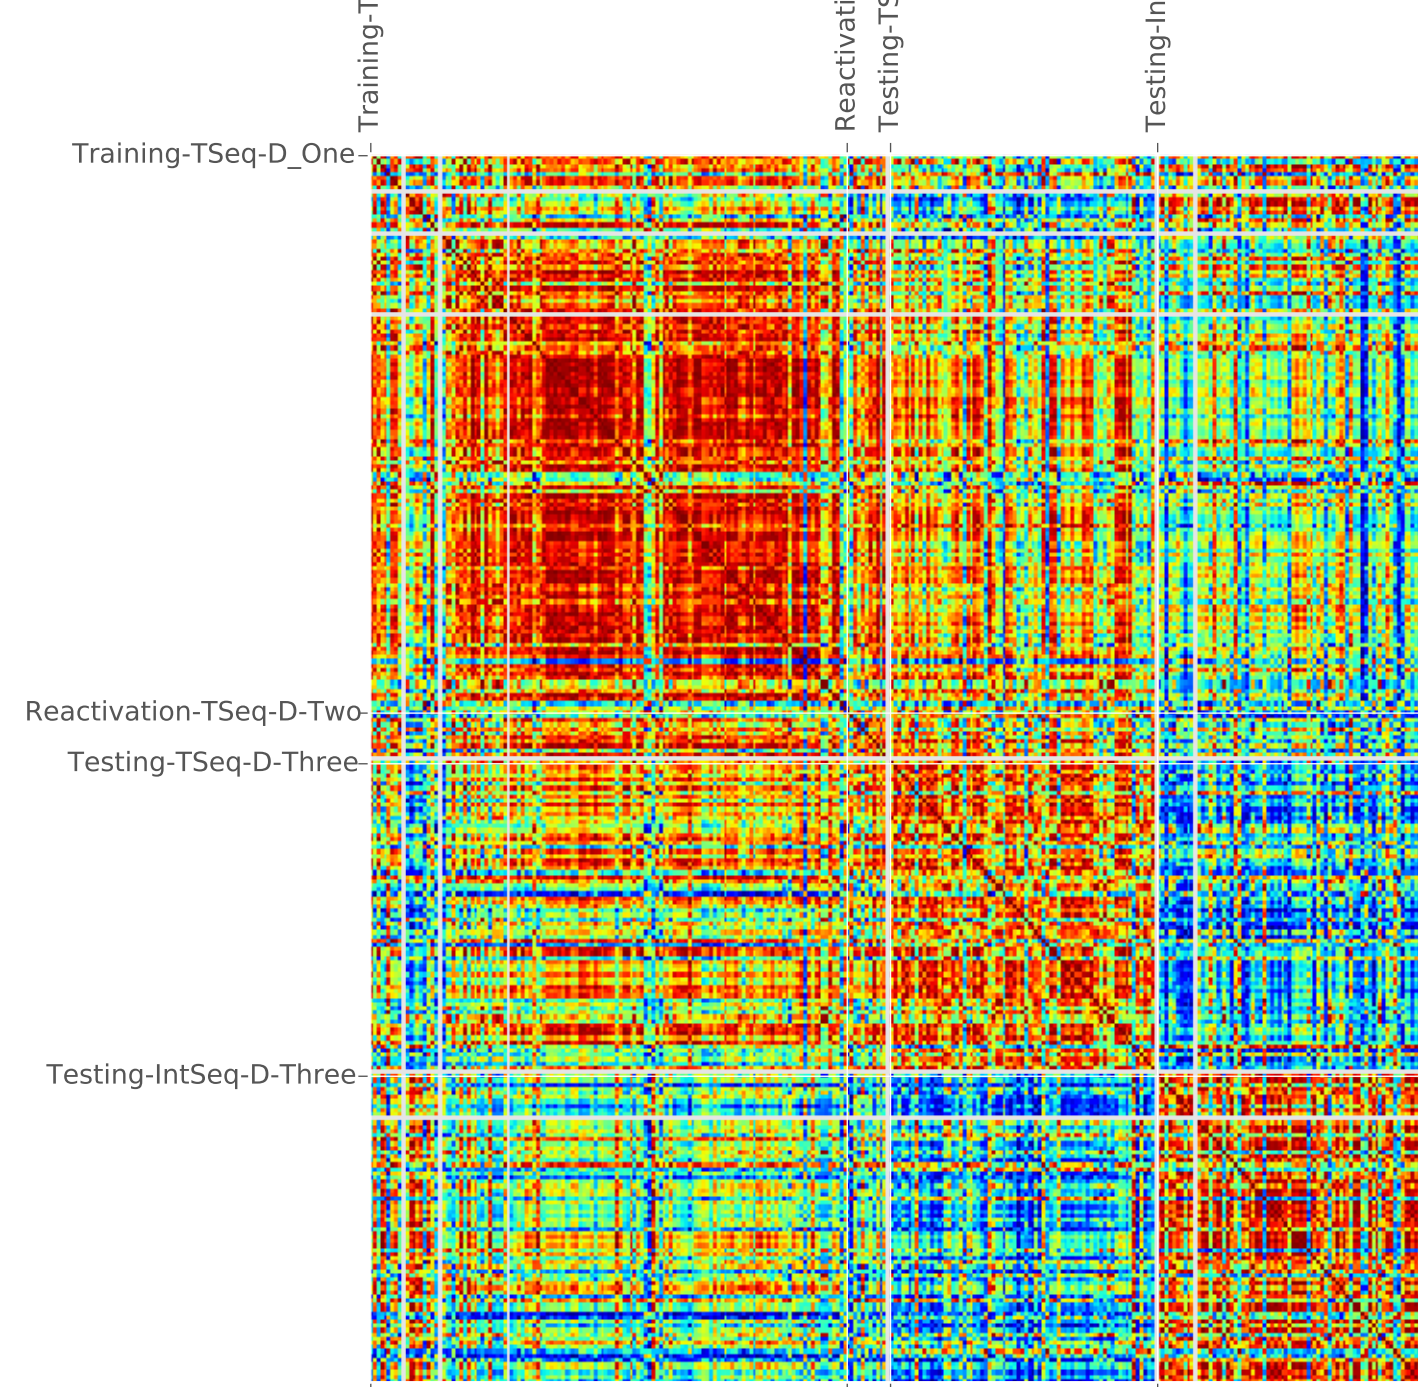 Training-T
Reactivati
Testing-TS
Testing-In
Training-TSeq-D_One
Reactivation-TSeq-D-Two
Testing-TSeq-D-Three
Testing-IntSeq-D-Three